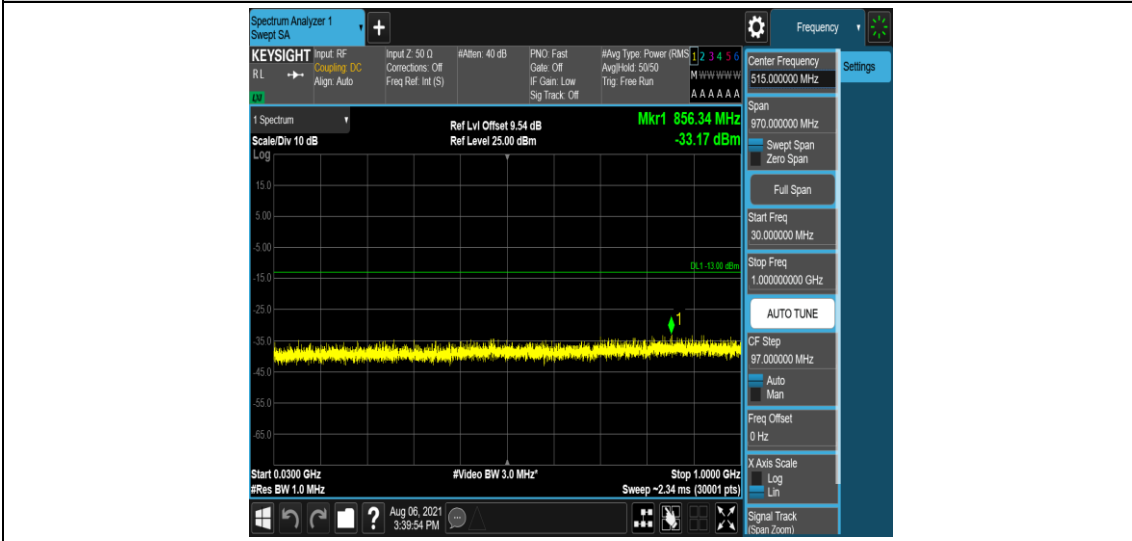 Spectrum Analyzer 1
Swept SA
+
Frequency
KEYSIGHT
RL
Input: RF
Coupling: DC
Align: Auto
Input Z: 50 Ω
Corrections: Off
Freq Ref: Int (S)
#Atten: 40 dB
PNO: Fast
Gate: Off
IF Gain: Low
Sig Track: Off
#Avg Type: Power (RMS
Avg|Hold: 50/50
Trig: Free Run
1 2 3 4 5 6
M W W W W W
A A A A A A
1 Spectrum
Scale/Div 10 dB
Log
Ref Lvl Offset 9.54 dB
Ref Level 25.00 dBm
Mkr1 856.34 MHz
-33.17 dBm
15.0
5.00
-5.00
-15.0
-25.0
-35.0
-45.0
-55.0
-65.0
DL1 -13.00 dBm
1
Start 0.0300 GHz
#Res BW 1.0 MHz
#Video BW 3.0 MHz*
Stop 1.0000 GHz
Sweep ~2.34 ms (30001 pts)
?
Aug 06, 2021
3:39:54 PM
Center Frequency
515.000000 MHz
Settings
Span
970.000000 MHz
Swept Span
Zero Span
Full Span
Start Freq
30.000000 MHz
Stop Freq
1.000000000 GHz
AUTO TUNE
CF Step
97.000000 MHz
Auto
Man
Freq Offset
0 Hz
X Axis Scale
Log
Lin
Signal Track
(Span Zoom)